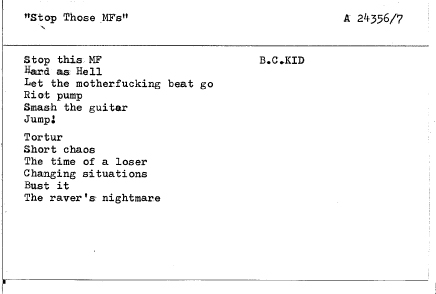 "Stop Those MFs" A 24356/7
Stop this MF B.C.KID
Hard as Hell
Let the motherfucking beat go
Riot pump
Smash the guitar
Jump!
Tortur
Short chaos
The time of a loser
Changing situations
Bust it
The raver's nightmare